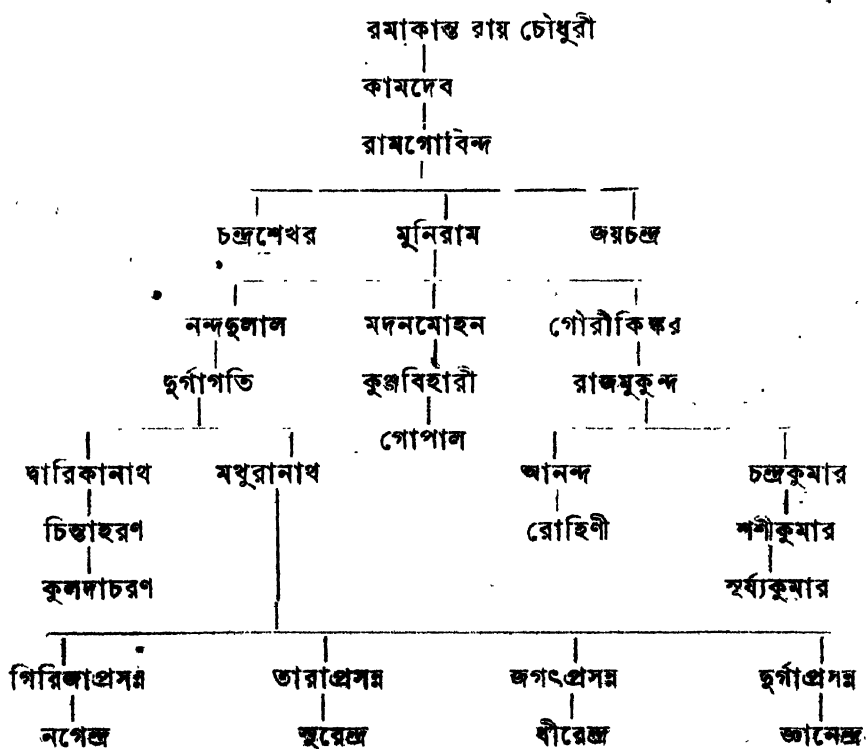 রমাকান্ত রায় চৌধুরী
কামদেব
রামগোবিন্দ
চন্দ্রশেখর মুনিরাম জয়চন্দ্র
নন্দদুলাল মদনমোহন গৌরীকিঙ্কর
দুর্গাগতি কুঞ্জবিহারী রাজমুকুন্দ
গোপাল
দ্বারিকানাথ মথুরানাথ আনন্দ চন্দ্রকুমার
চিন্তাহরণ রোহিণী শশীকুমার
কুলদাচরণ সূর্য্যকুমার
গিরিজাপ্রসন্ন তারাপ্রসন্ন জগৎপ্রসন্ন দুর্গাপ্রসন্ন
নগেন্দ্র সুরেন্দ্র ধীরেন্দ্র জ্ঞানেন্দ্র